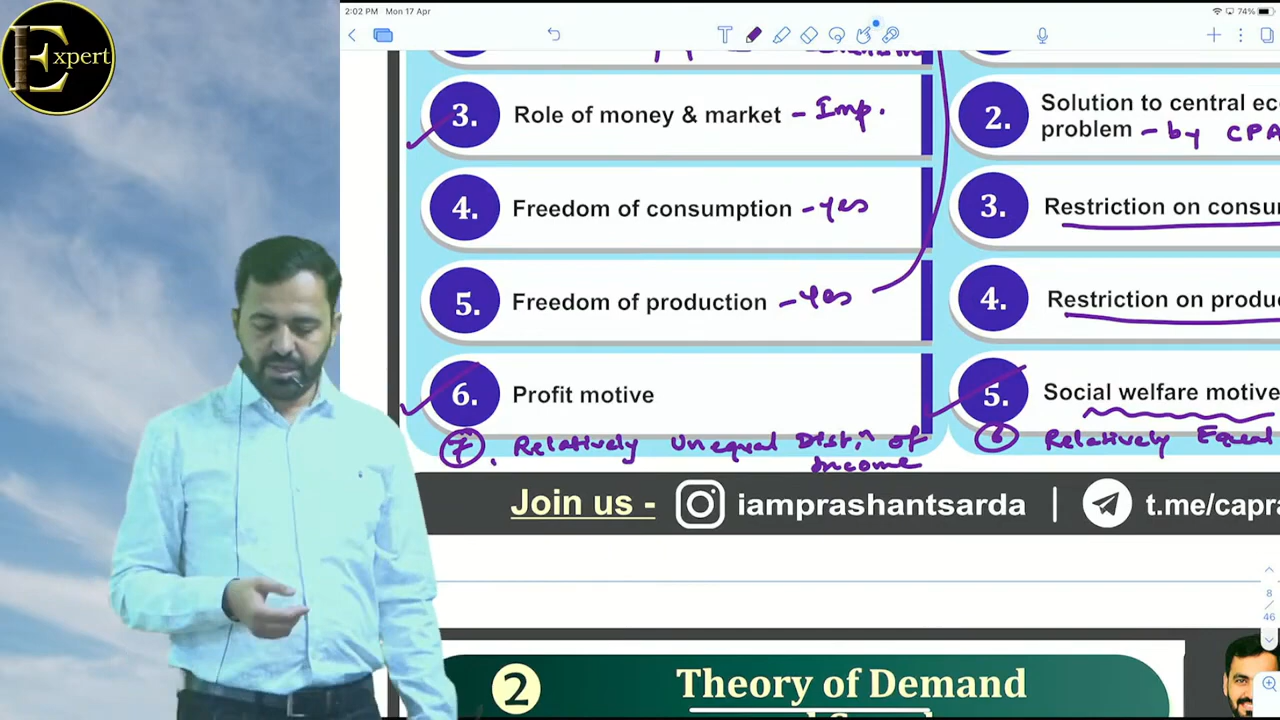 Expert
2:02 PM Mon 17 Apr
74%
3. Role of money & market - Imp.
4. Freedom of consumption - yes
5. Freedom of production - yes
6. Profit motive
7. Relatively Unequal Distn of
Income
2. Solution to central ec
problem - by CPA
3. Restriction on consu
4. Restriction on produ
5. Social welfare motive
6 Relatively Equal
Join us - iamprashantsarda | t.me/capra
8
/
46
2 Theory of Demand